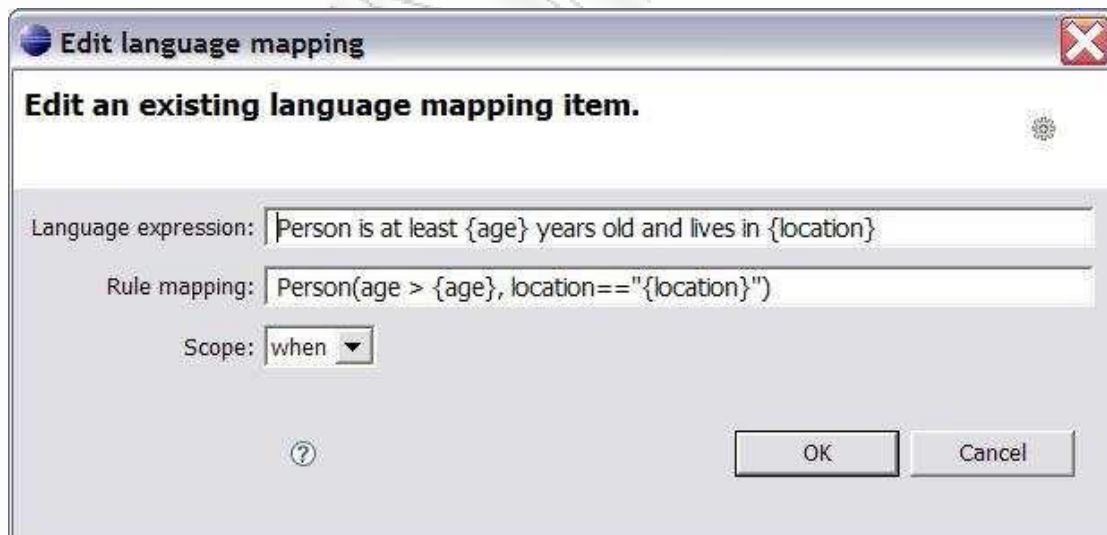 Edit language mapping
Edit an existing language mapping item.
Language expression: Person is at least {age} years old and lives in {location}
Rule mapping: Person(age > {age}, location=="{location}")
Scope: when
? OK Cancel